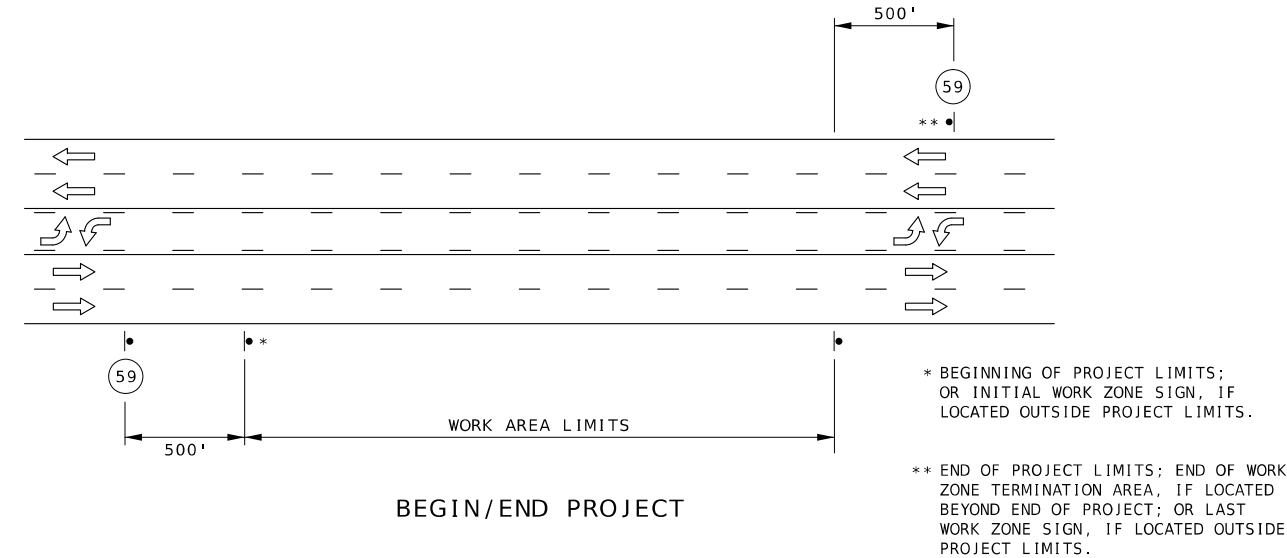 500'
59
**
*
59
WORK AREA LIMITS
500'
BEGIN/END PROJECT
* BEGINNING OF PROJECT LIMITS;
OR INITIAL WORK ZONE SIGN, IF
LOCATED OUTSIDE PROJECT LIMITS.
** END OF PROJECT LIMITS; END OF WORK
ZONE TERMINATION AREA, IF LOCATED
BEYOND END OF PROJECT; OR LAST
WORK ZONE SIGN, IF LOCATED OUTSIDE
PROJECT LIMITS.